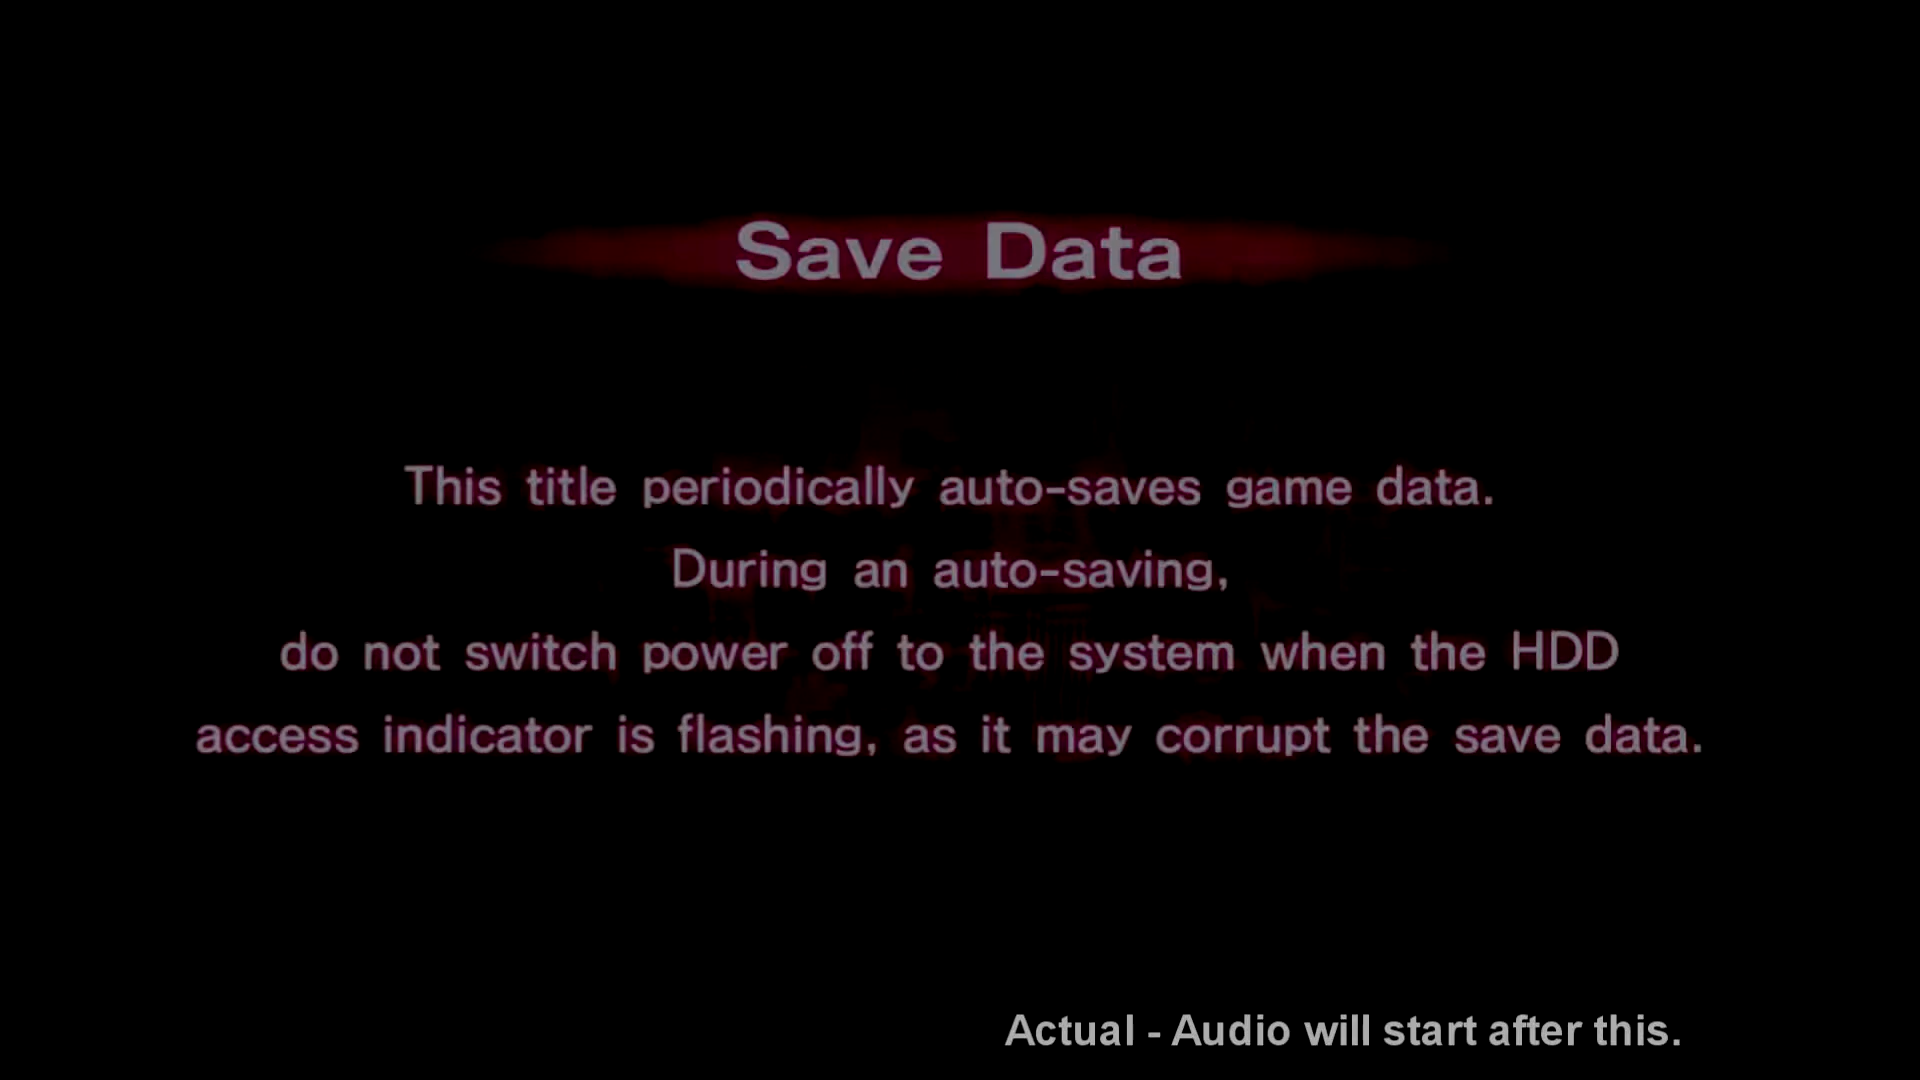 Save Data
This title periodically auto-saves game data.
During an auto-saving,
do not switch power off to the system when the HDD
access indicator is flashing, as it may corrupt the save data.
Actual - Audio will start after this.